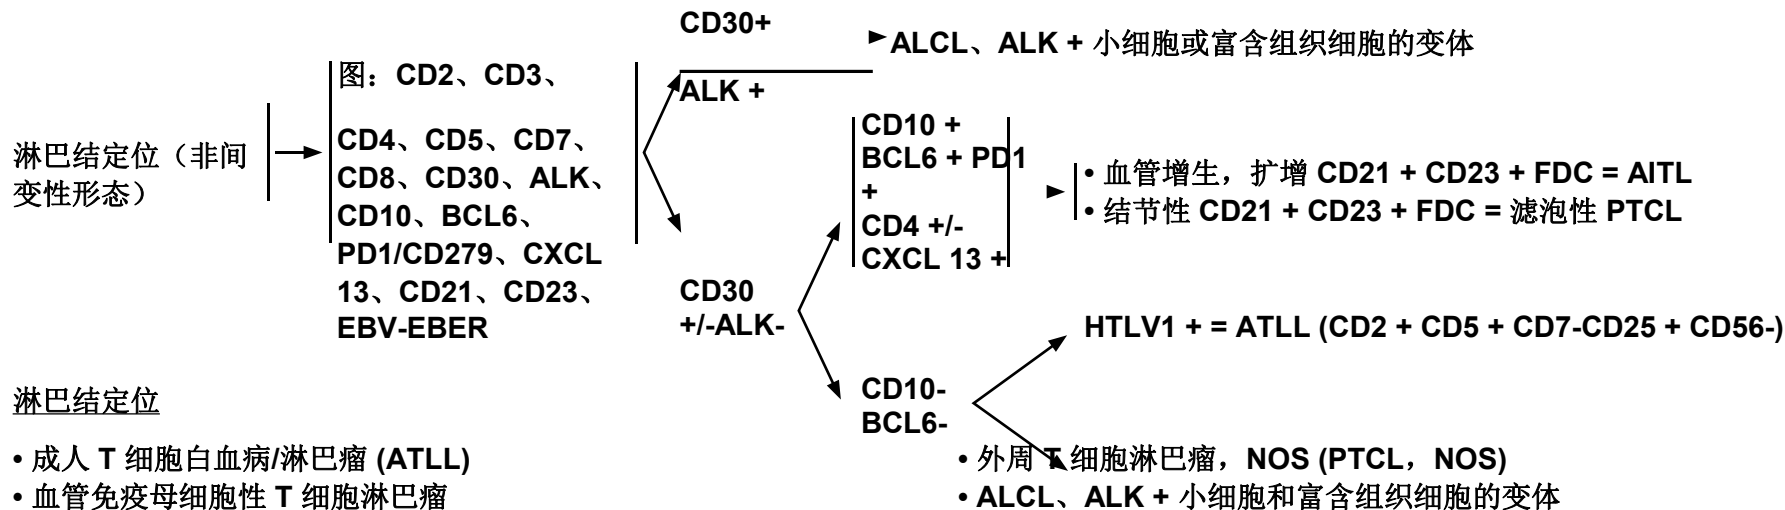 CD30+
ALK +
►ALCL、ALK + 小细胞或富含组织细胞的变体
淋巴结定位（非间
变性形态）
图：CD2、CD3、
CD4、CD5、CD7、
CD8、CD30、ALK、
CD10、BCL6、
PD1/CD279、CXCL
13、CD21、CD23、
EBV-EBER
CD10 +
BCL6 + PD1
+
CD4 +/-
CXCL 13 +
• 血管增生，扩增 CD21 + CD23 + FDC = AITL
• 结节性 CD21 + CD23 + FDC = 滤泡性 PTCL
CD30
+/-ALK-
HTLV1 + = ATLL (CD2 + CD5 + CD7-CD25 + CD56-)
CD10-
BCL6-
淋巴结定位
• 成人 T 细胞白血病/淋巴瘤 (ATLL)
• 血管免疫母细胞性 T 细胞淋巴瘤
• 外周 T 细胞淋巴瘤，NOS (PTCL，NOS)
• ALCL、ALK + 小细胞和富含组织细胞的变体